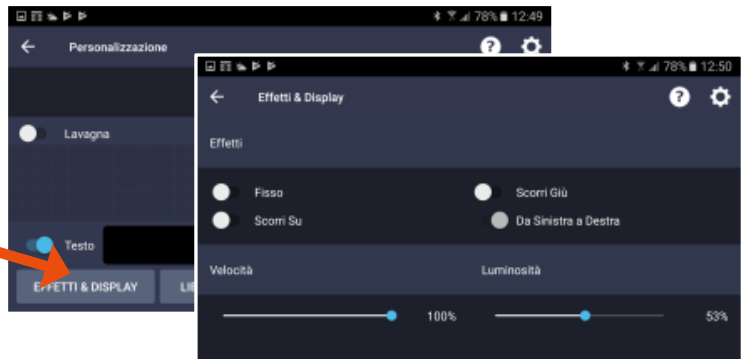 78% 12:49
Personalizzazione
?
Lavagna
Testo
EFFETTI & DISPLAY
78% 12:50
Effetti & Display
?
Effetti
Fisso
Scorri Giù
Scorri Su
Da Sinistra a Destra
Velocità
Luminosità
100%
53%